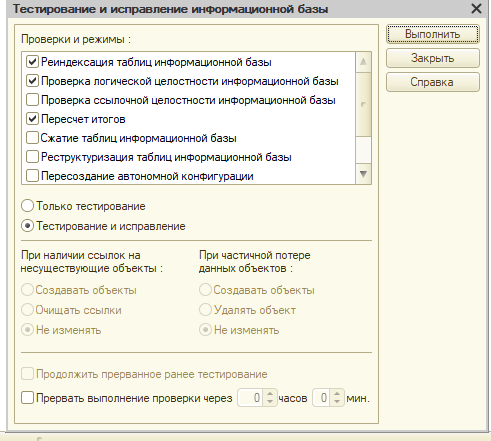 Тестирование и исправление информационной базы
Проверки и режимы :
Выполнить
Закрыть
Справка
Реиндексация таблиц информационной базы
Проверка логической целостности информационной базы
Проверка ссылочной целостности информационной базы
Пересчет итогов
Сжатие таблиц информационной базы
Реструктуризация таблиц информационной базы
Пересоздание автономной конфигурации
Только тестирование
Тестирование и исправление
При наличии ссылок на
несуществующие объекты :
Создавать объекты
Очищать ссылки
Не изменять
При частичной потере
данных объектов :
Создавать объекты
Удалять объект
Не изменять
Продолжить прерванное ранее тестирование
Прервать выполнение проверки через 0 часов 0 мин.